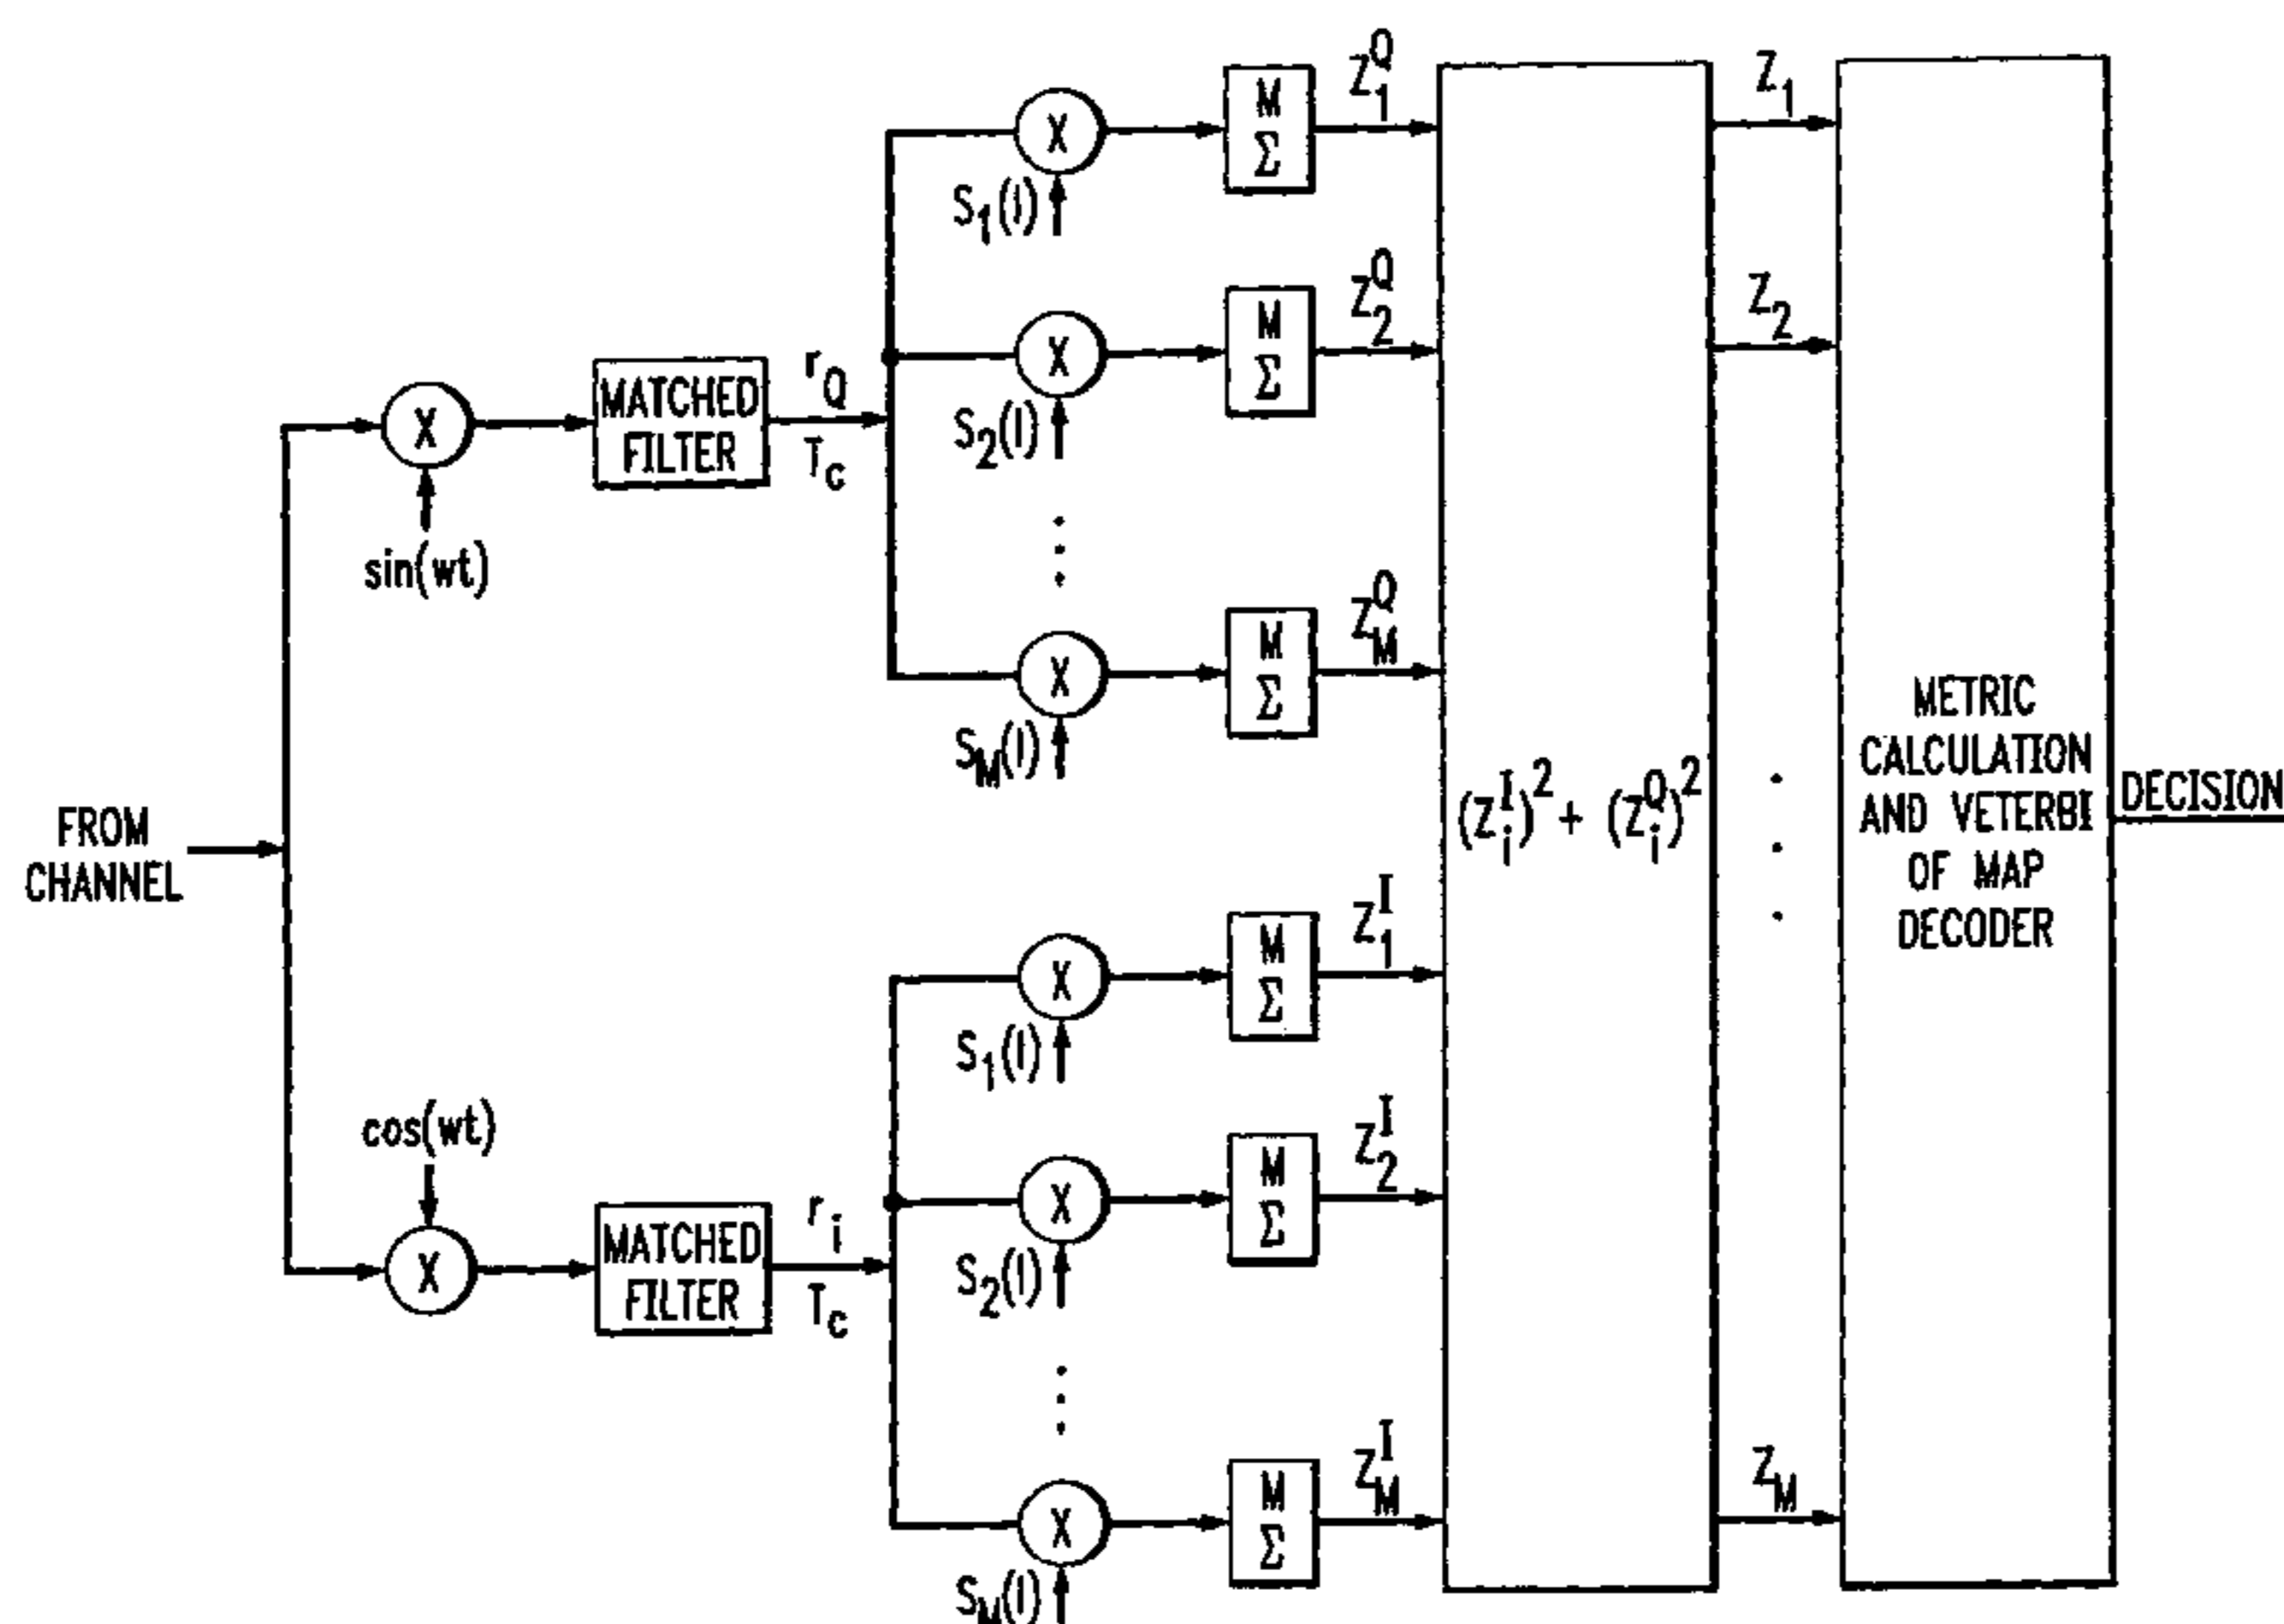 FROM
CHANNEL
X
sin(wt)
MATCHED
FILTER
r_Q
T_c
X
S_1(l)
M
Σ
Z_1^Q
X
S_2(l)
M
Σ
Z_2^Q
X
S_M(l)
M
Σ
Z_M^Q
cos(wt)
X
MATCHED
FILTER
r_i
T_c
X
S_1(l)
M
Σ
Z_1^I
X
S_2(l)
M
Σ
Z_2^I
X
S_M(l)
M
Σ
Z_M^I
(Z_i^I)^2 + (Z_i^Q)^2
Z_1
Z_2
Z_M
METRIC
CALCULATION
AND VETERBI
OF MAP
DECODER
DECISION